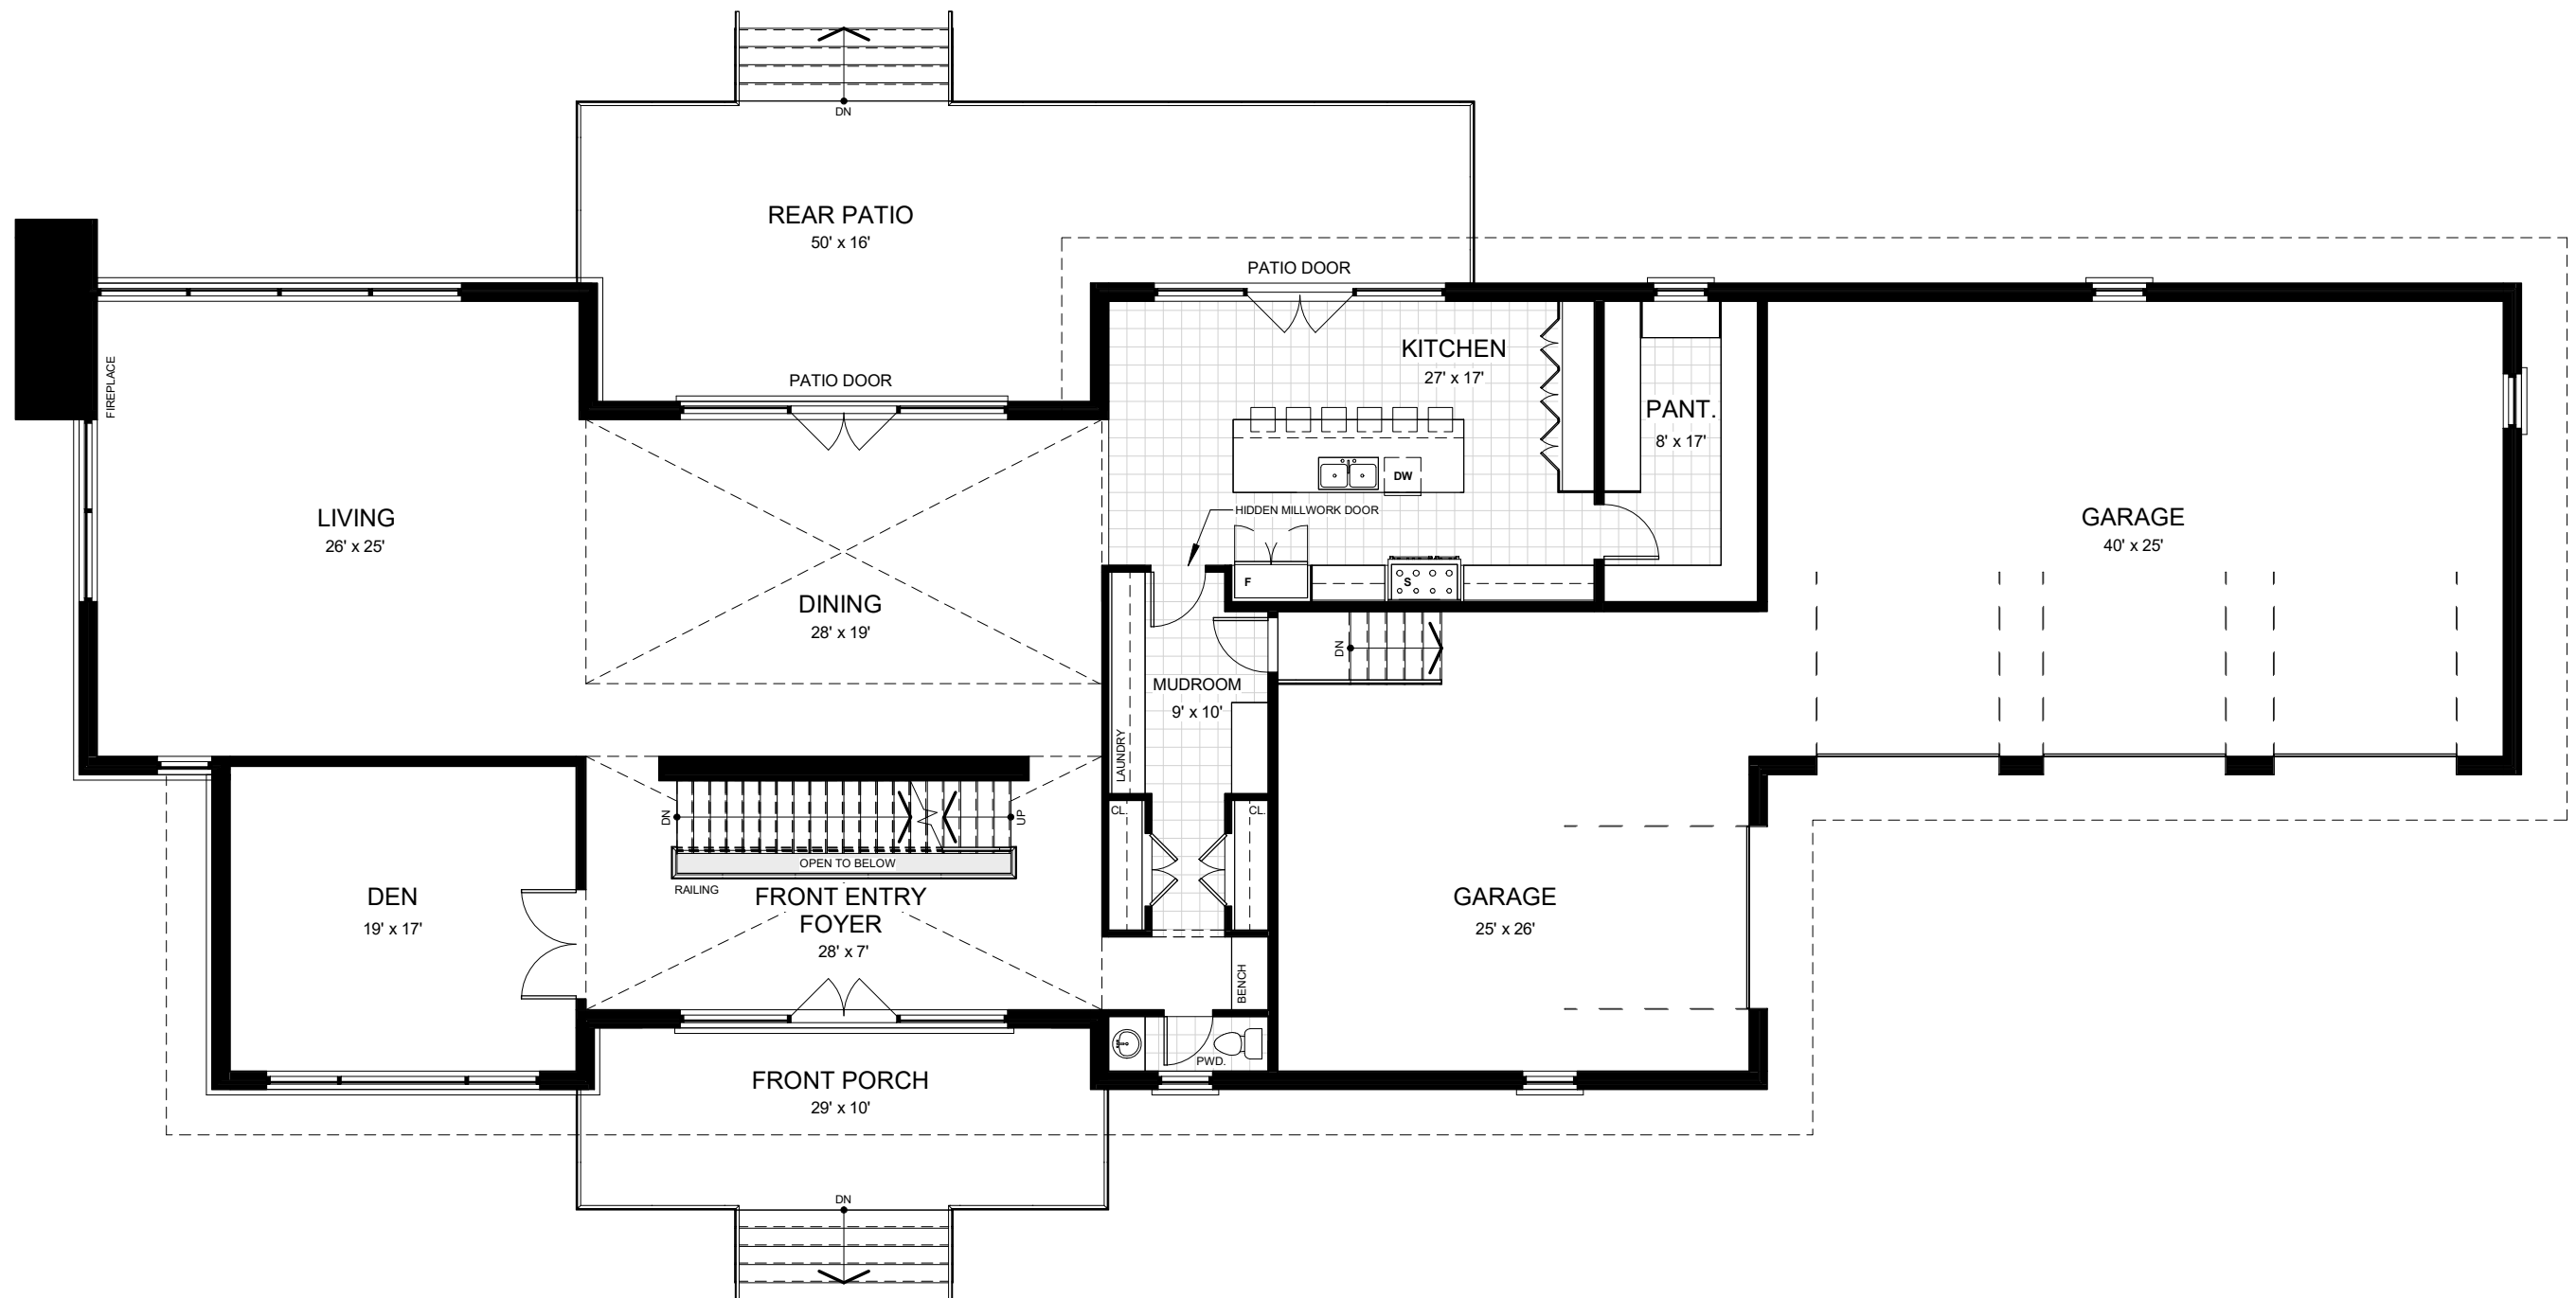 DN
REAR PATIO
50' x 16'
PATIO DOOR
PATIO DOOR
KITCHEN
27' x 17'
FIREPLACE
PANT.
8' x 17'
DW
HIDDEN MILLWORK DOOR
LIVING
26' x 25'
GARAGE
40' x 25'
F
S
DINING
28' x 19'
DN
MUDROOM
9' x 10'
LAUNDRY
CL.
CL.
DN
UP
OPEN TO BELOW
RAILING
DEN
19' x 17'
FRONT ENTRY
FOYER
28' x 7'
GARAGE
25' x 26'
BENCH
PWD.
FRONT PORCH
29' x 10'
DN